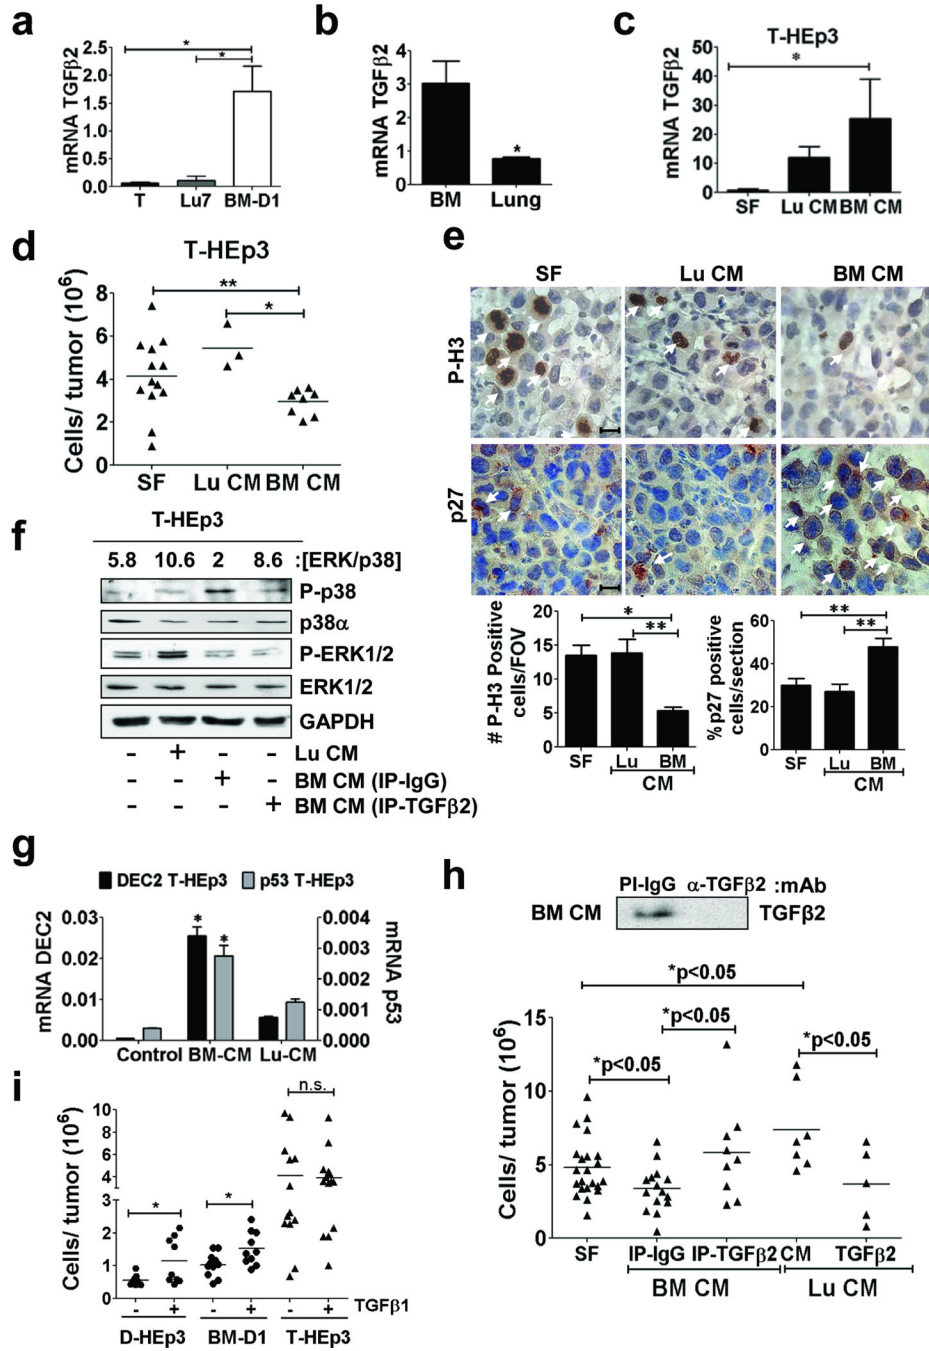 a
mRNA TGFβ2
2.5
2.0
1.5
1.0
0.5
0.0
*
*
T Lu7 BM-D1
b
mRNA TGFβ2
4
3
2
1
0
*
BM Lung
c
T-HEp3
mRNA TGFβ2
50
40
30
20
10
0
*
SF Lu CM BM CM
d
T-HEp3
Cells/ tumor (10⁶)
8
6
4
2
0
**
*
SF Lu CM BM CM
e
SF Lu CM BM CM
P-H3
p27
# P-H3 Positive cells/FOV
20
15
10
5
0
*
**
SF Lu BM
CM
%p27 positive cells/section
60
40
20
0
**
**
SF Lu BM
CM
f
T-HEp3
5.8 10.6 2 8.6 :[ERK/p38]
P-p38
p38α
P-ERK1/2
ERK1/2
GAPDH
- + - - Lu CM
- - + - BM CM (IP-IgG)
- - - + BM CM (IP-TGFβ2)
g
DEC2 T-HEp3 p53 T-HEp3
mRNA DEC2
0.03
0.02
0.01
0.00
* *
0.004
0.003
0.002
0.001
0.000
mRNA p53
Control BM-CM Lu-CM
h
PI-IgG α-TGFβ2 :mAb
BM CM TGFβ2
*p<0.05
*p<0.05
*p<0.05
*p<0.05
Cells/ tumor (10⁶)
15
10
5
0
SF IP-IgG IP-TGFβ2 CM TGFβ2
BM CM Lu CM
i
Cells/ tumor (10⁶)
10
8
6
4
2
1
0
*
*
n.s.
- + - + - + TGFβ1
D-HEp3 BM-D1 T-HEp3